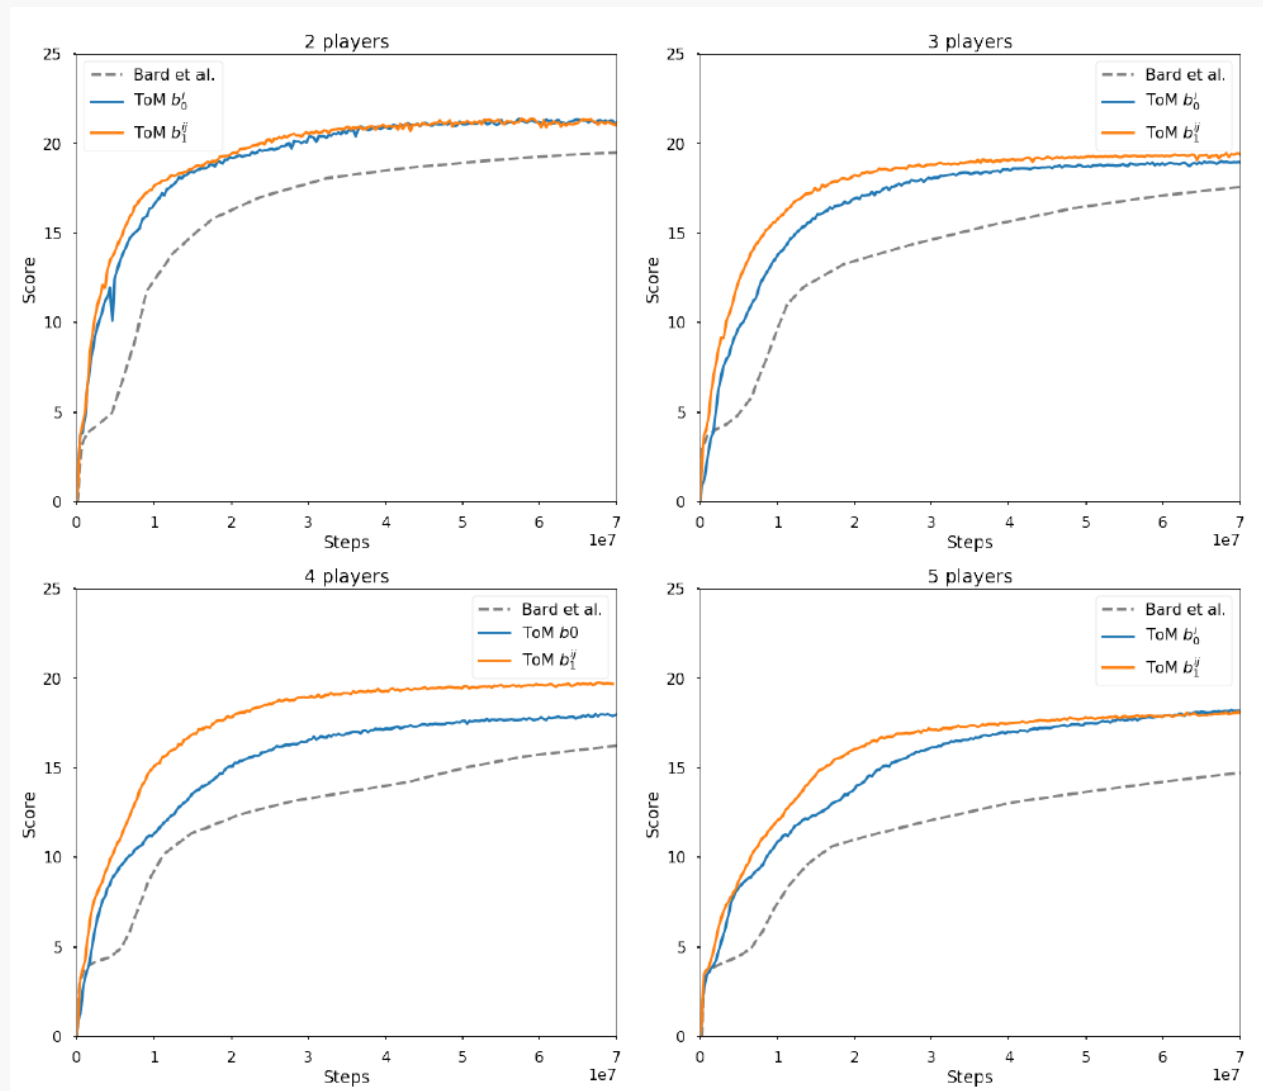 2 players
25
20
15
10
5
0
Score
Bard et al.
ToM b₀ⁱ
ToM b₁ⁱʲ
0 1 2 3 4 5 6 7
1e7
Steps
3 players
25
20
15
10
5
0
Score
Bard et al.
ToM b₀ⁱ
ToM b₁ⁱʲ
0 1 2 3 4 5 6 7
1e7
Steps
4 players
25
20
15
10
5
0
Score
Bard et al.
ToM b0
ToM b₁ⁱʲ
0 1 2 3 4 5 6 7
1e7
Steps
5 players
25
20
15
10
5
0
Score
Bard et al.
ToM b₀ⁱ
ToM b₁ⁱʲ
0 1 2 3 4 5 6 7
1e7
Steps